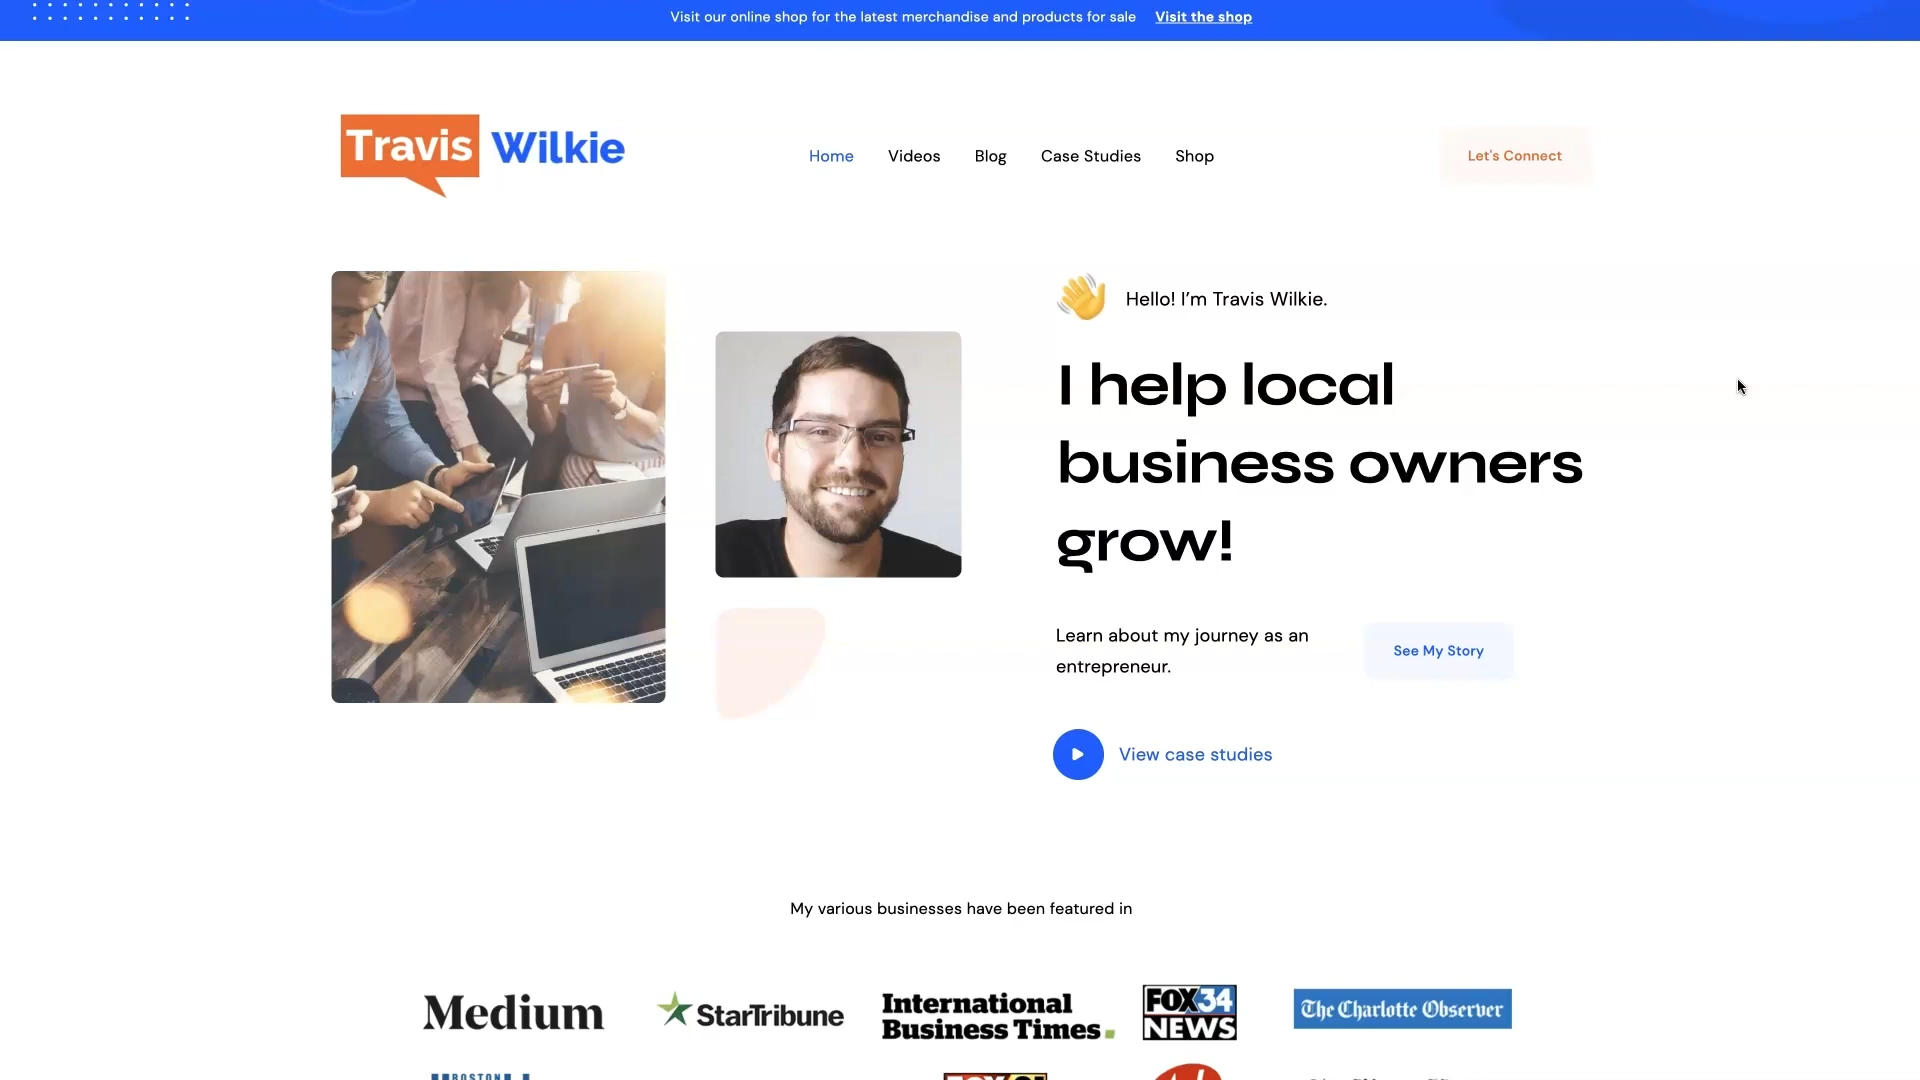 Visit our online shop for the latest merchandise and products for sale Visit the shop
Travis Wilkie
Home Videos Blog Case Studies Shop
Let's Connect
Hello! I’m Travis Wilkie.
I help local
business owners
grow!
Learn about my journey as an
entrepreneur.
See My Story
View case studies
My various businesses have been featured in
Medium
StarTribune
International
Business Times.
FOX 34
NEWS
The Charlotte Observer
BOSTON